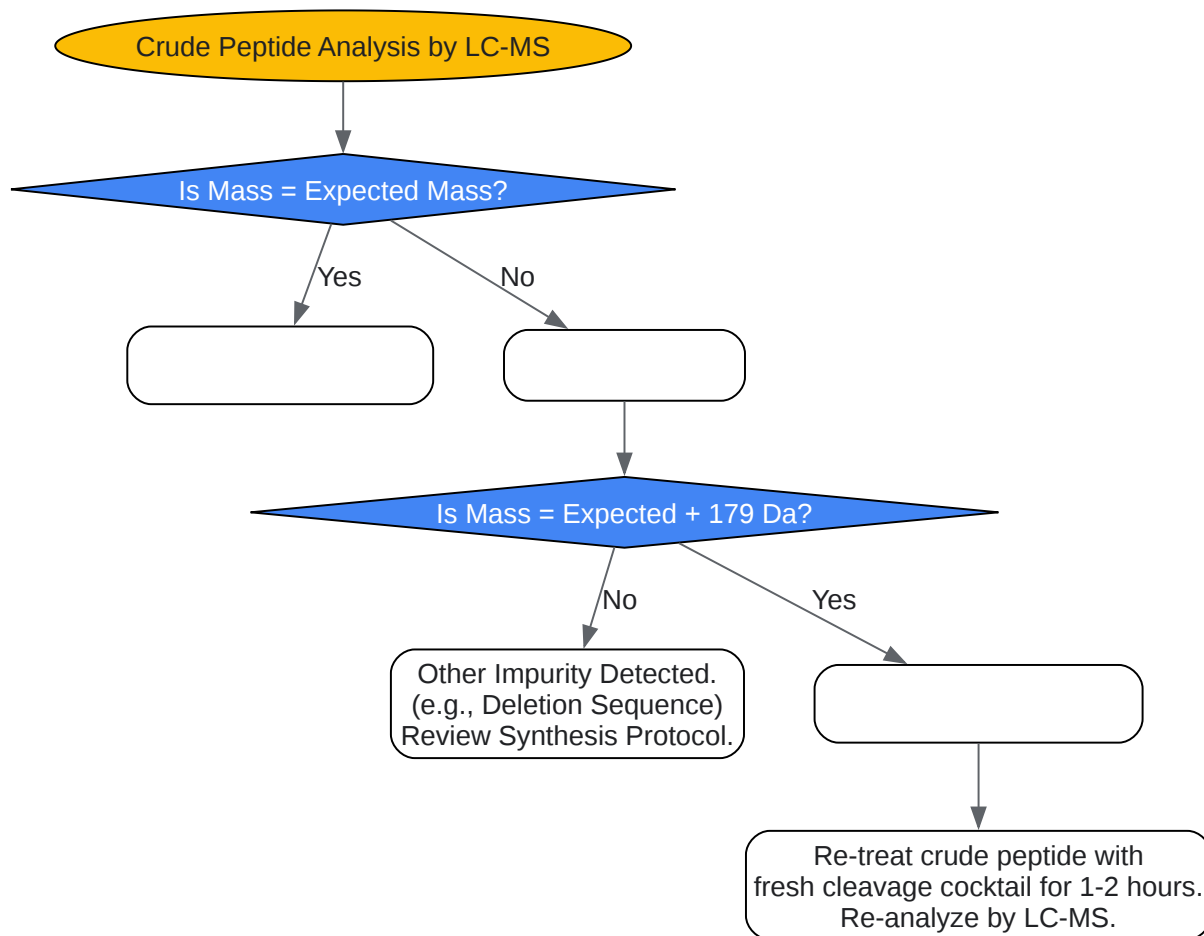 Crude Peptide Analysis by LC-MS
Is Mass = Expected Mass?
Yes
No
Is Mass = Expected + 179 Da?
No
Yes
Other Impurity Detected.
(e.g., Deletion Sequence)
Review Synthesis Protocol.
Re-treat crude peptide with
fresh cleavage cocktail for 1-2 hours.
Re-analyze by LC-MS.